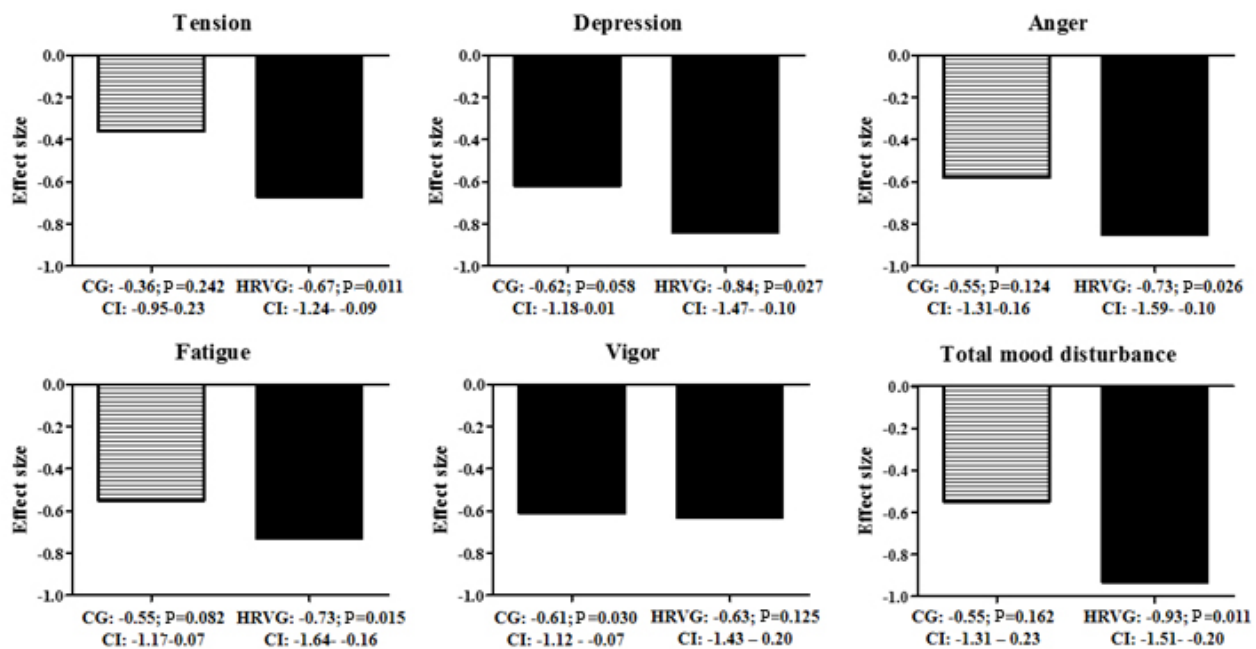 Tension
Effect size
0.0
-0.2
-0.4
-0.6
-0.8
-1.0
CG: -0.36; P=0.242 HRVG: -0.67; P=0.011
CI: -0.95-0.23 CI: -1.24- -0.09
Depression
Effect size
0.0
-0.2
-0.4
-0.6
-0.8
-1.0
CG: -0.62; P=0.058 HRVG: -0.84; P=0.027
CI: -1.18-0.01 CI: -1.47- -0.10
Anger
Effect size
0.0
-0.2
-0.4
-0.6
-0.8
-1.0
CG: -0.55; P=0.124 HRVG: -0.73; P=0.026
CI: -1.31-0.16 CI: -1.59- -0.10
Fatigue
Effect size
0.0
-0.2
-0.4
-0.6
-0.8
-1.0
CG: -0.55; P=0.082 HRVG: -0.73; P=0.015
CI: -1.17-0.07 CI: -1.64- -0.16
Vigor
Effect size
0.0
-0.2
-0.4
-0.6
-0.8
-1.0
CG: -0.61; P=0.030 HRVG: -0.63; P=0.125
CI: -1.12 - -0.07 CI: -1.43 – 0.20
Total mood disturbance
Effect size
0.0
-0.2
-0.4
-0.6
-0.8
-1.0
CG: -0.55; P=0.162 HRVG: -0.93; P=0.011
CI: -1.31 – 0.23 CI: -1.51- -0.20